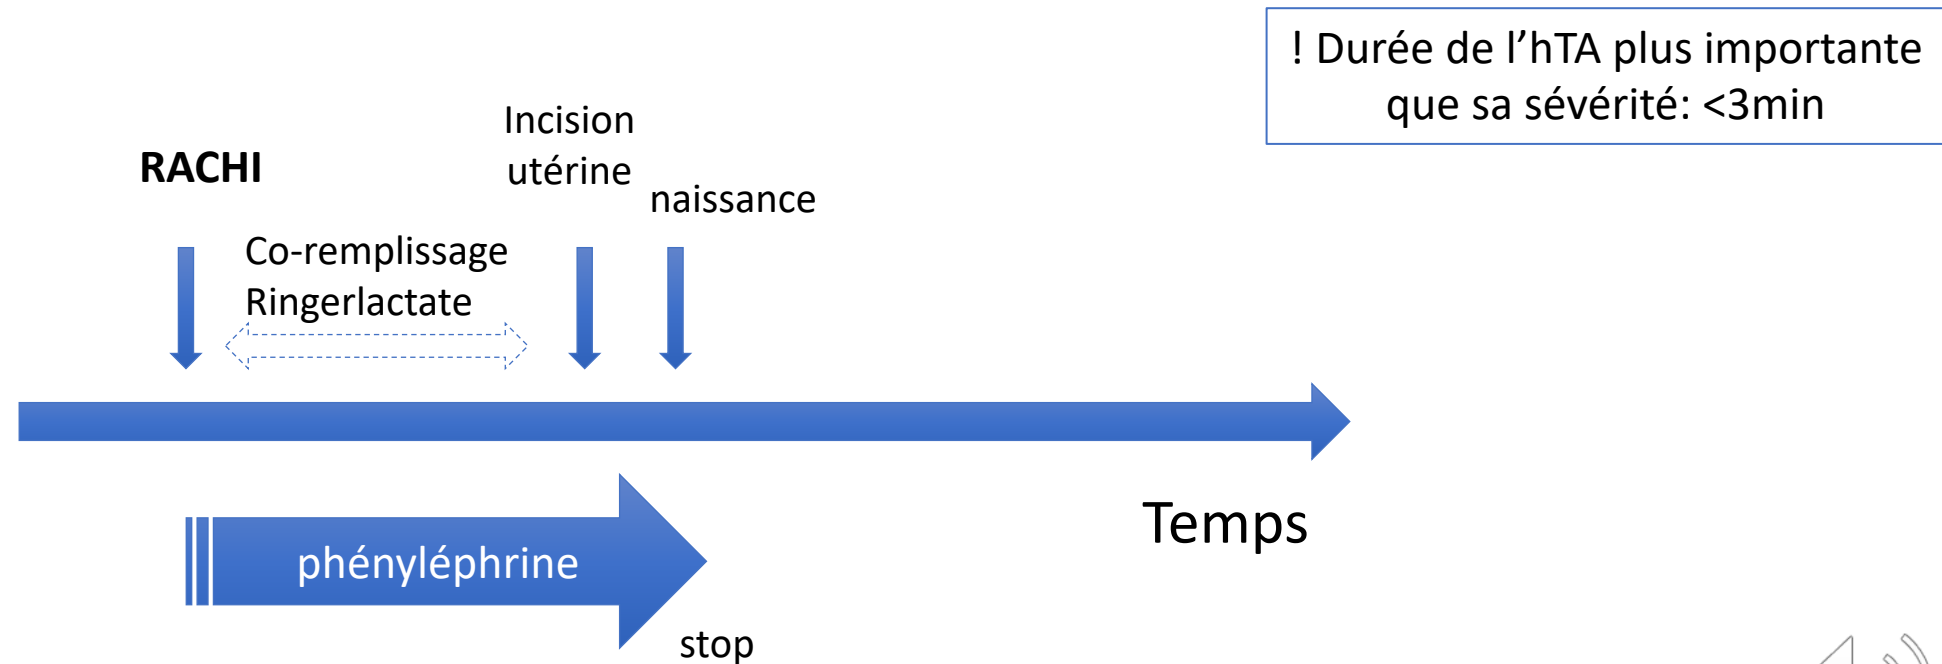 ! Durée de l’hTA plus importante
que sa sévérité: <3min
Incision
utérine
RACHI
naissance
Co-remplissage
Ringerlactate
Temps
phényléphrine
stop